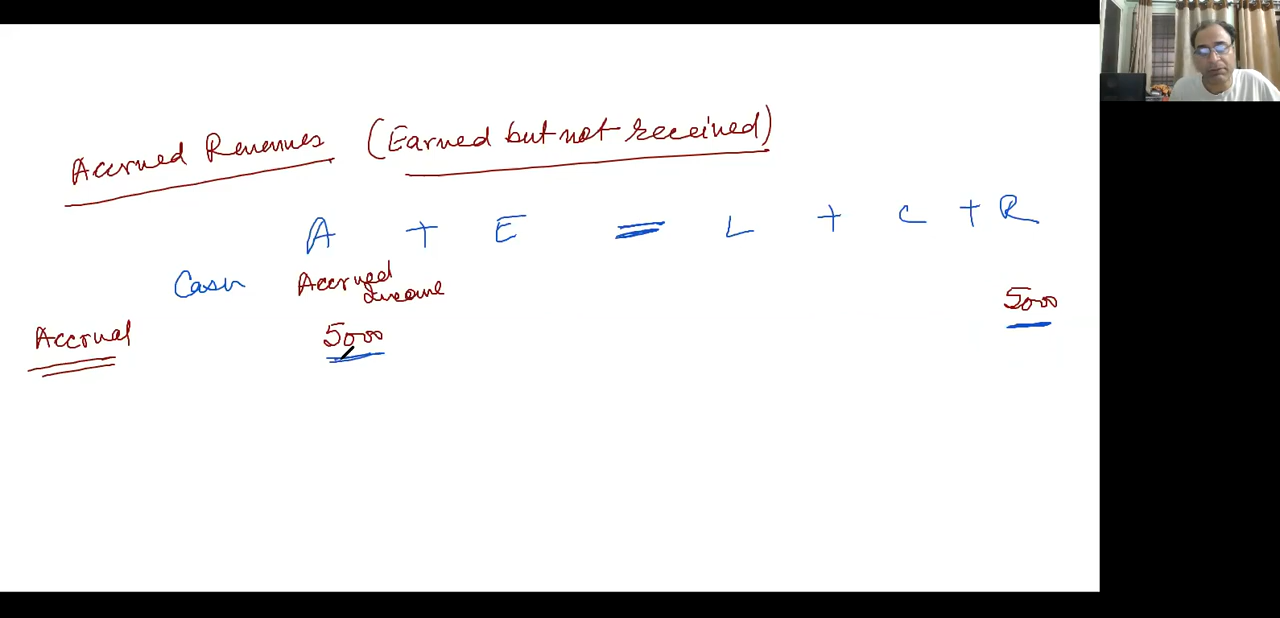 Accrued Revenues (Earned but not received)
A + E = L + C + R
Cash Accrued
Income
5000
Accrual 5000